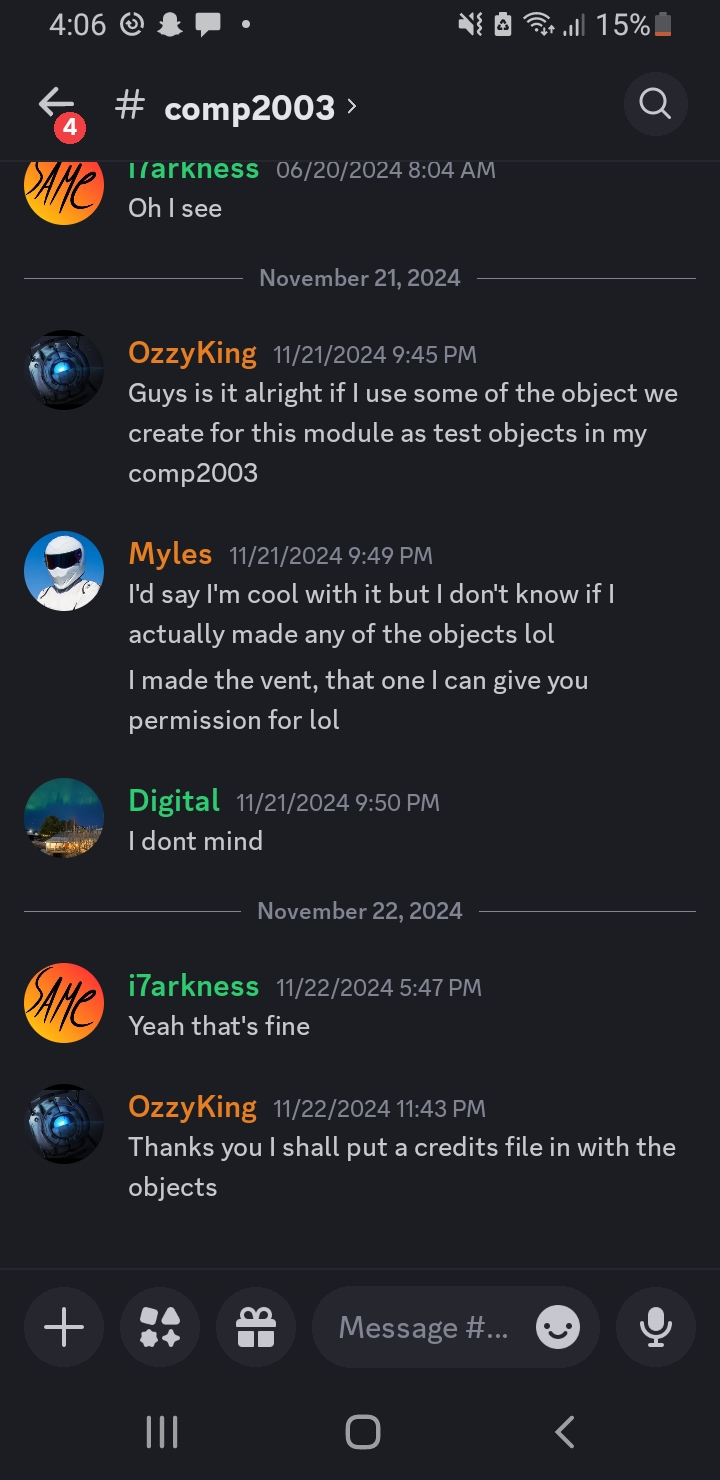 4:06 15%
4
# comp2003
i7arkness 06/20/2024 8:04 AM
SAME
Oh I see
November 21, 2024
OzzyKing 11/21/2024 9:45 PM
Guys is it alright if I use some of the object we
create for this module as test objects in my
comp2003
Myles 11/21/2024 9:49 PM
I'd say I'm cool with it but I don't know if I
actually made any of the objects lol
I made the vent, that one I can give you
permission for lol
Digital 11/21/2024 9:50 PM
I dont mind
November 22, 2024
i7arkness 11/22/2024 5:47 PM
SAME
Yeah that's fine
OzzyKing 11/22/2024 11:43 PM
Thanks you I shall put a credits file in with the
objects
Message #...